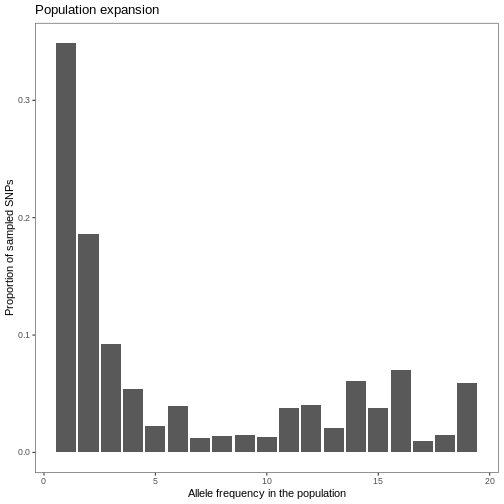 Population expansion
Proportion of sampled SNPs
0.3
0.2
0.1
0.0
0 5 10 15 20
Allele frequency in the population